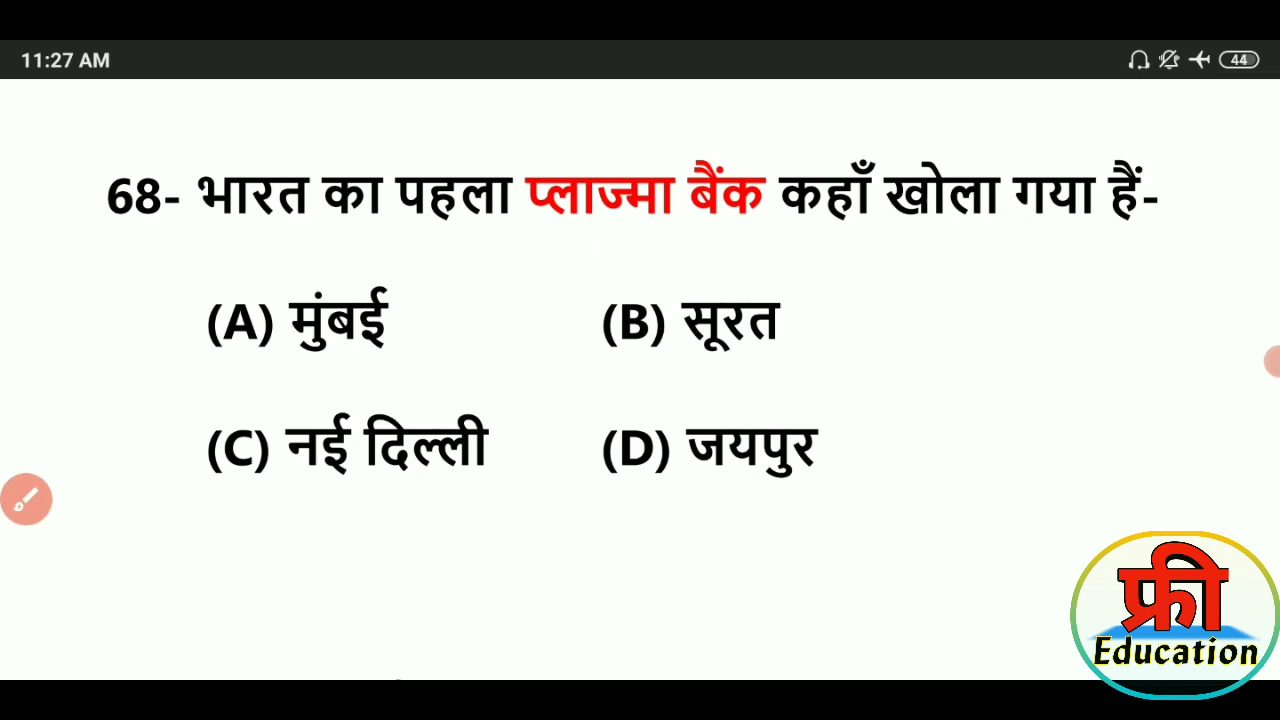 11:27 AM
44
68- भारत का पहला प्लाज्मा बैंक कहाँ खोला गया हैं-
(A) मुंबई (B) सूरत
(C) नई दिल्ली (D) जयपुर
फ्री
Education